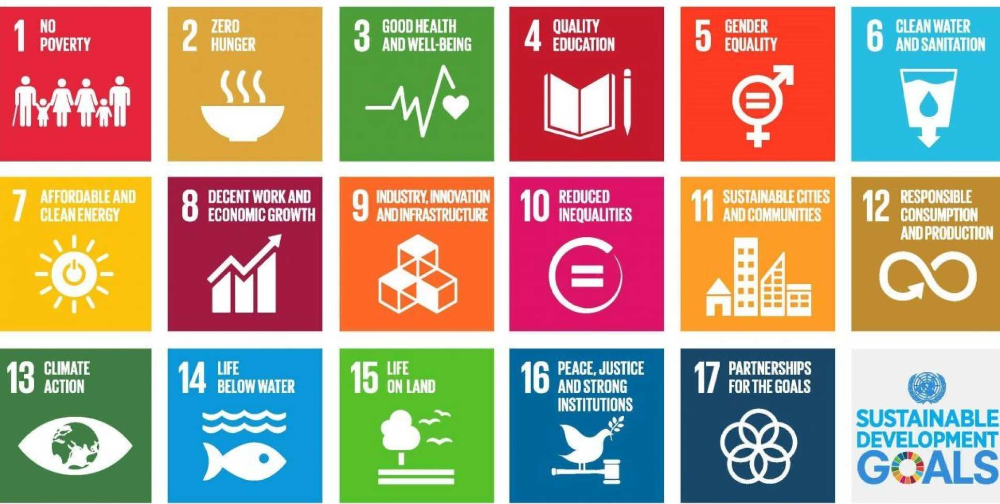 1 NO
POVERTY
2 ZERO
HUNGER
3 GOOD HEALTH
AND WELL-BEING
4 QUALITY
EDUCATION
5 GENDER
EQUALITY
6 CLEAN WATER
AND SANITATION
7 AFFORDABLE AND
CLEAN ENERGY
8 DECENT WORK AND
ECONOMIC GROWTH
9 INDUSTRY, INNOVATION
AND INFRASTRUCTURE
10 REDUCED
INEQUALITIES
11 SUSTAINABLE CITIES
AND COMMUNITIES
12 RESPONSIBLE
CONSUMPTION
AND PRODUCTION
13 CLIMATE
ACTION
14 LIFE
BELOW WATER
15 LIFE
ON LAND
16 PEACE, JUSTICE
AND STRONG
INSTITUTIONS
17 PARTNERSHIPS
FOR THE GOALS
SUSTAINABLE
DEVELOPMENT
GOALS